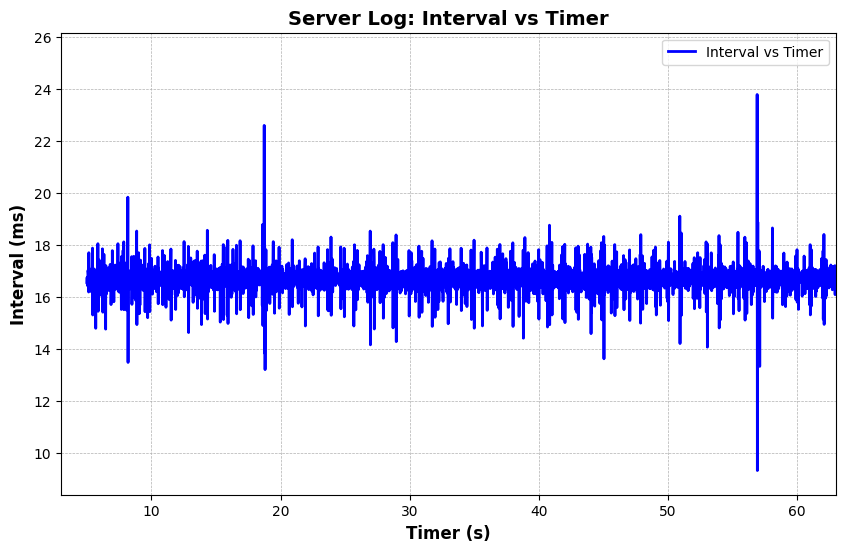 Server Log: Interval vs Timer
Interval vs Timer
26
24
22
20
18
16
14
12
10
Interval (ms)
10 20 30 40 50 60
Timer (s)